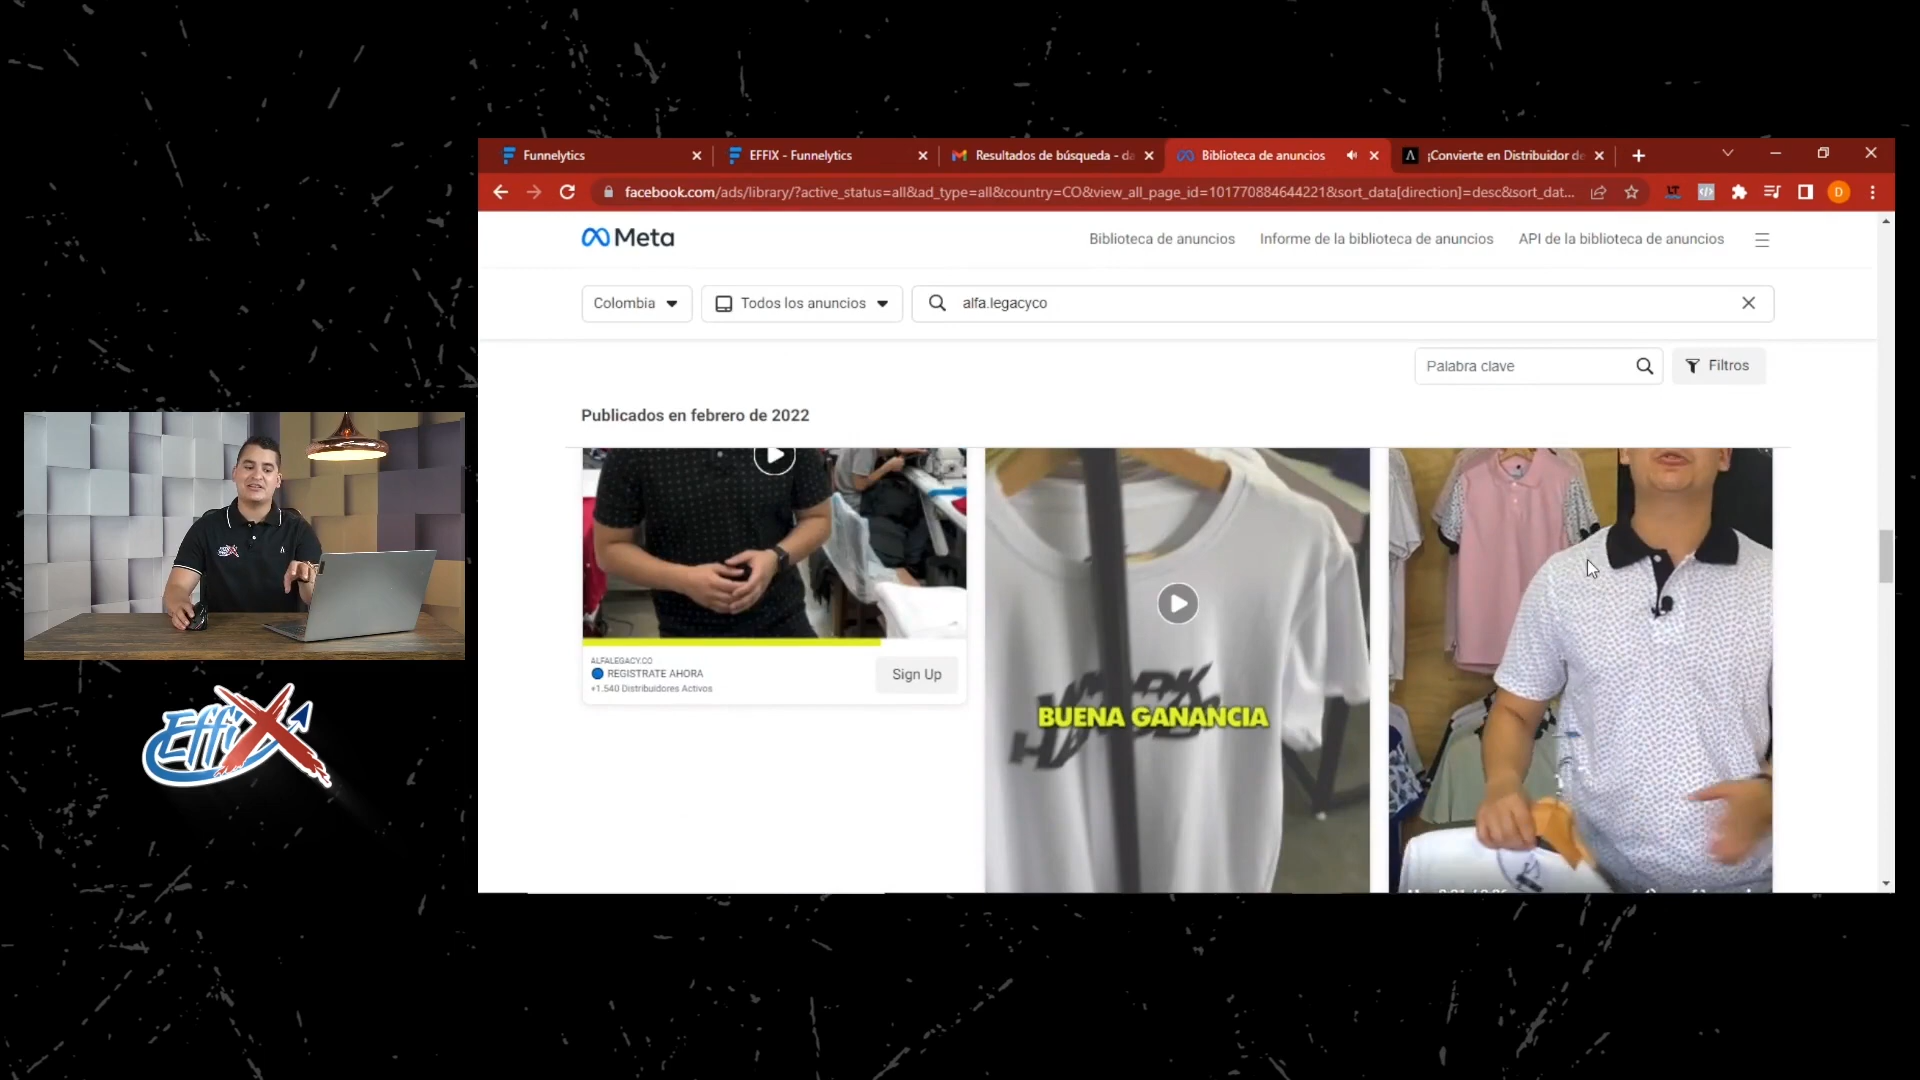 Funnelytics
EFFIX - Funnelytics
Resultados de búsqueda - da
Biblioteca de anuncios
¡Convierte en Distribuidor de
facebook.com/ads/library/?active_status=all&ad_type=all&country=CO&view_all_page_id=101770884644221&sort_data[direction]=desc&sort_dat...
D
Meta
Biblioteca de anuncios
Informe de la biblioteca de anuncios
API de la biblioteca de anuncios
Colombia
Todos los anuncios
alfa.legacyco
Palabra clave
Filtros
Publicados en febrero de 2022
ALFALEGACY.CO
REGISTRATE AHORA
+1.540 Distribuidores Activos
Sign Up
BUENA GANANCIA
EffiX